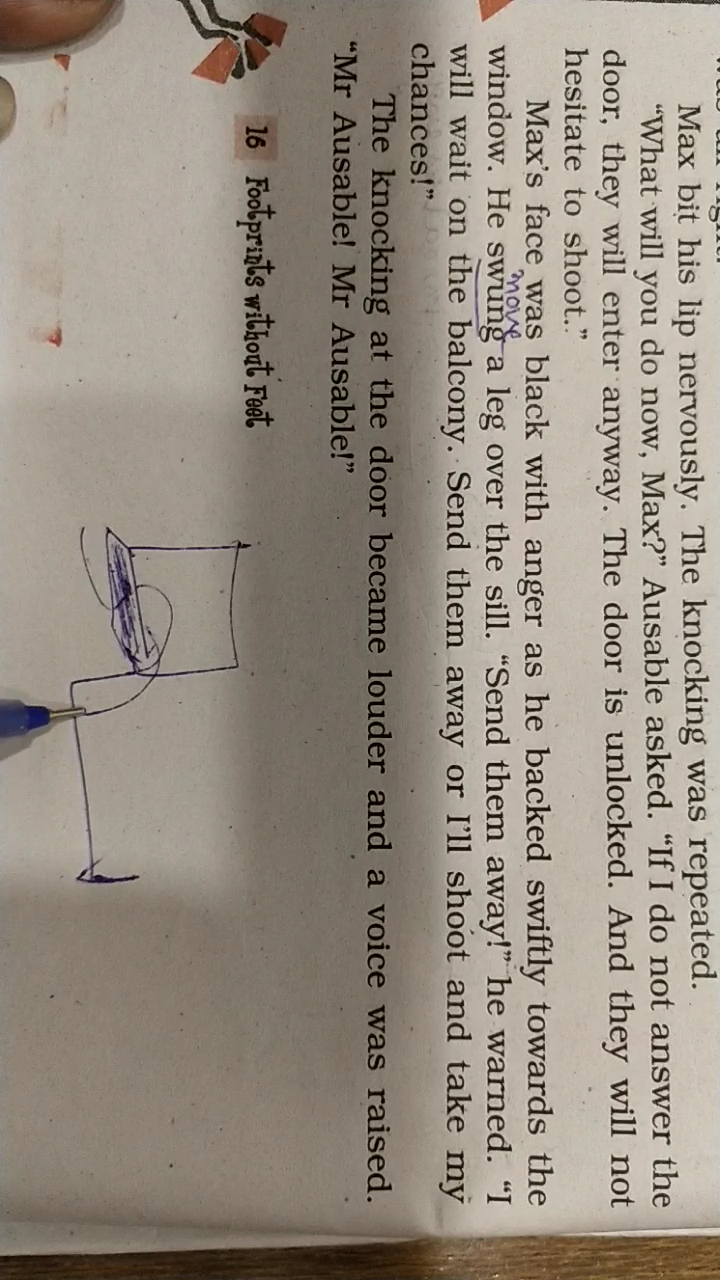 Max bit his lip nervously. The knocking was repeated.
“What will you do now, Max?” Ausable asked. “If I do not answer the
door, they will enter anyway. The door is unlocked. And they will not
hesitate to shoot.”
Max’s face was black with anger as he backed swiftly towards the
move
window. He swung a leg over the sill. “Send them away!” he warned. “I
will wait on the balcony. Send them away or I’ll shoot and take my
chances!”
The knocking at the door became louder and a voice was raised.
“Mr Ausable! Mr Ausable!”
16 Footprints without Feet